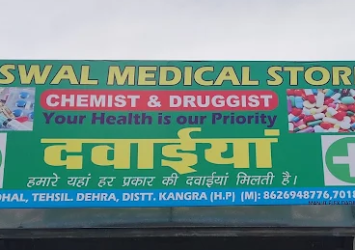 SWAL MEDICAL STOR
CHEMIST & DRUGGIST
Your Health is our Priority
दवाईयां
हमारे यहां हर प्रकार की दवाईयां मिलती है।
DHAL, TEHSIL. DEHRA, DISTT. KANGRA (H.P) (M): 8626948776,7018